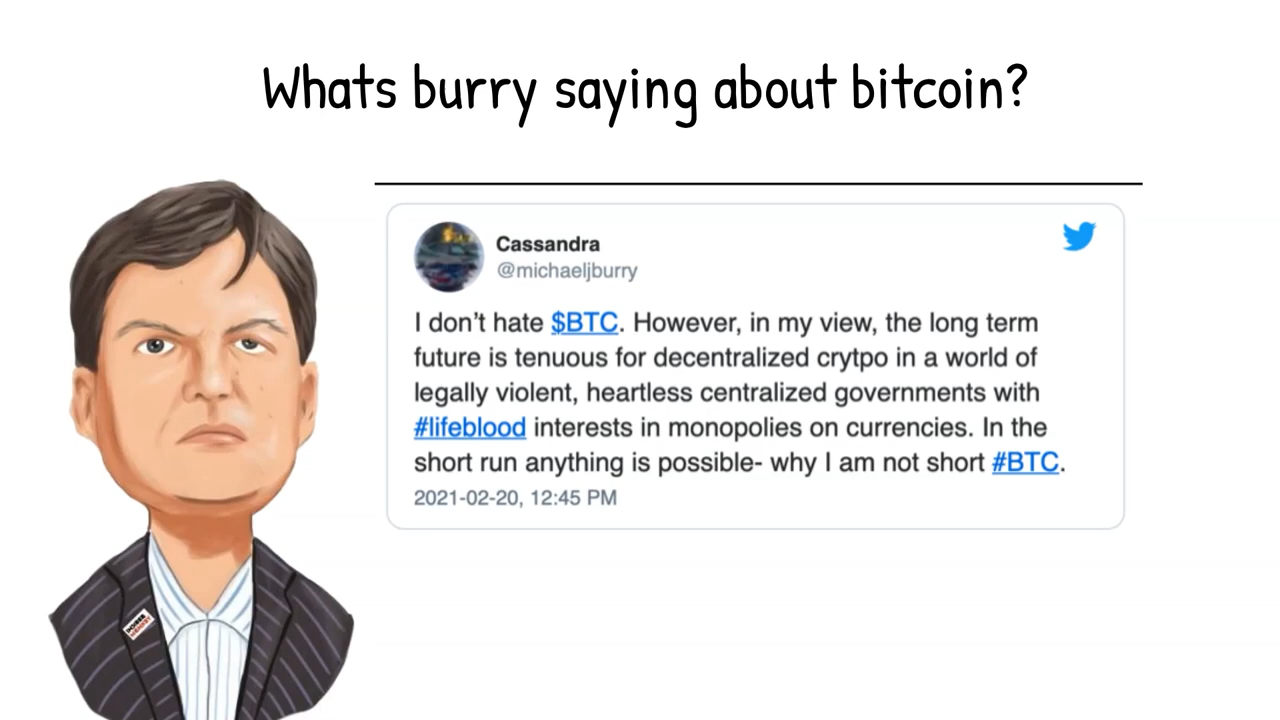 Whats burry saying about bitcoin?
Cassandra
@michaeljburry
I don't hate $BTC. However, in my view, the long term
future is tenuous for decentralized crytpo in a world of
legally violent, heartless centralized governments with
#lifeblood interests in monopolies on currencies. In the
short run anything is possible- why I am not short #BTC.
2021-02-20, 12:45 PM